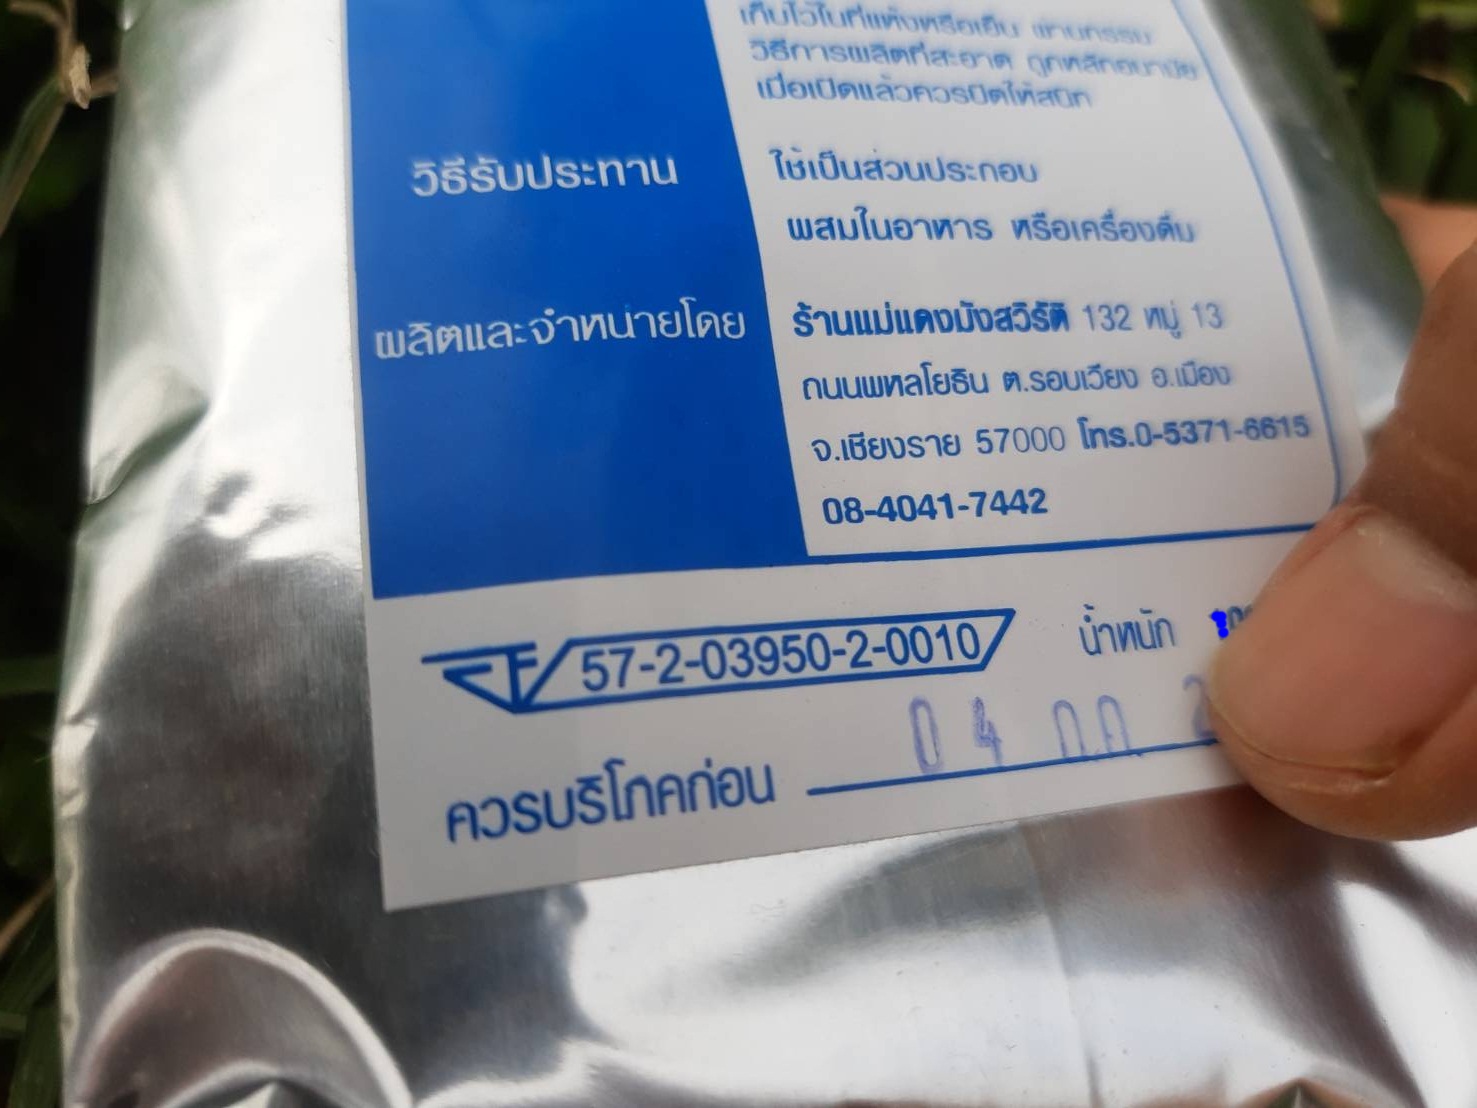 เก็บไว้ในที่แห้งหรือเย็น ผ่านกรรม
วิธีการผลิตที่สะอาด ถูกหลักอนามัย
เมื่อเปิดแล้วควรปิดให้สนิท
วิธีรับประทาน
ใช้เป็นส่วนประกอบ
ผสมในอาหาร หรือเครื่องดื่ม
ผลิตและจำหน่ายโดย
ร้านแม่แดงมังสวิรัติ 132 หมู่ 13
ถนนพหลโยธิน ต.รอบเวียง อ.เมือง
จ.เชียงราย 57000 โทร.0-5371-6615
08-4041-7442
57-2-03950-2-0010
น้ำหนัก
ควรบริโภคก่อน 04 ก.ค. 2